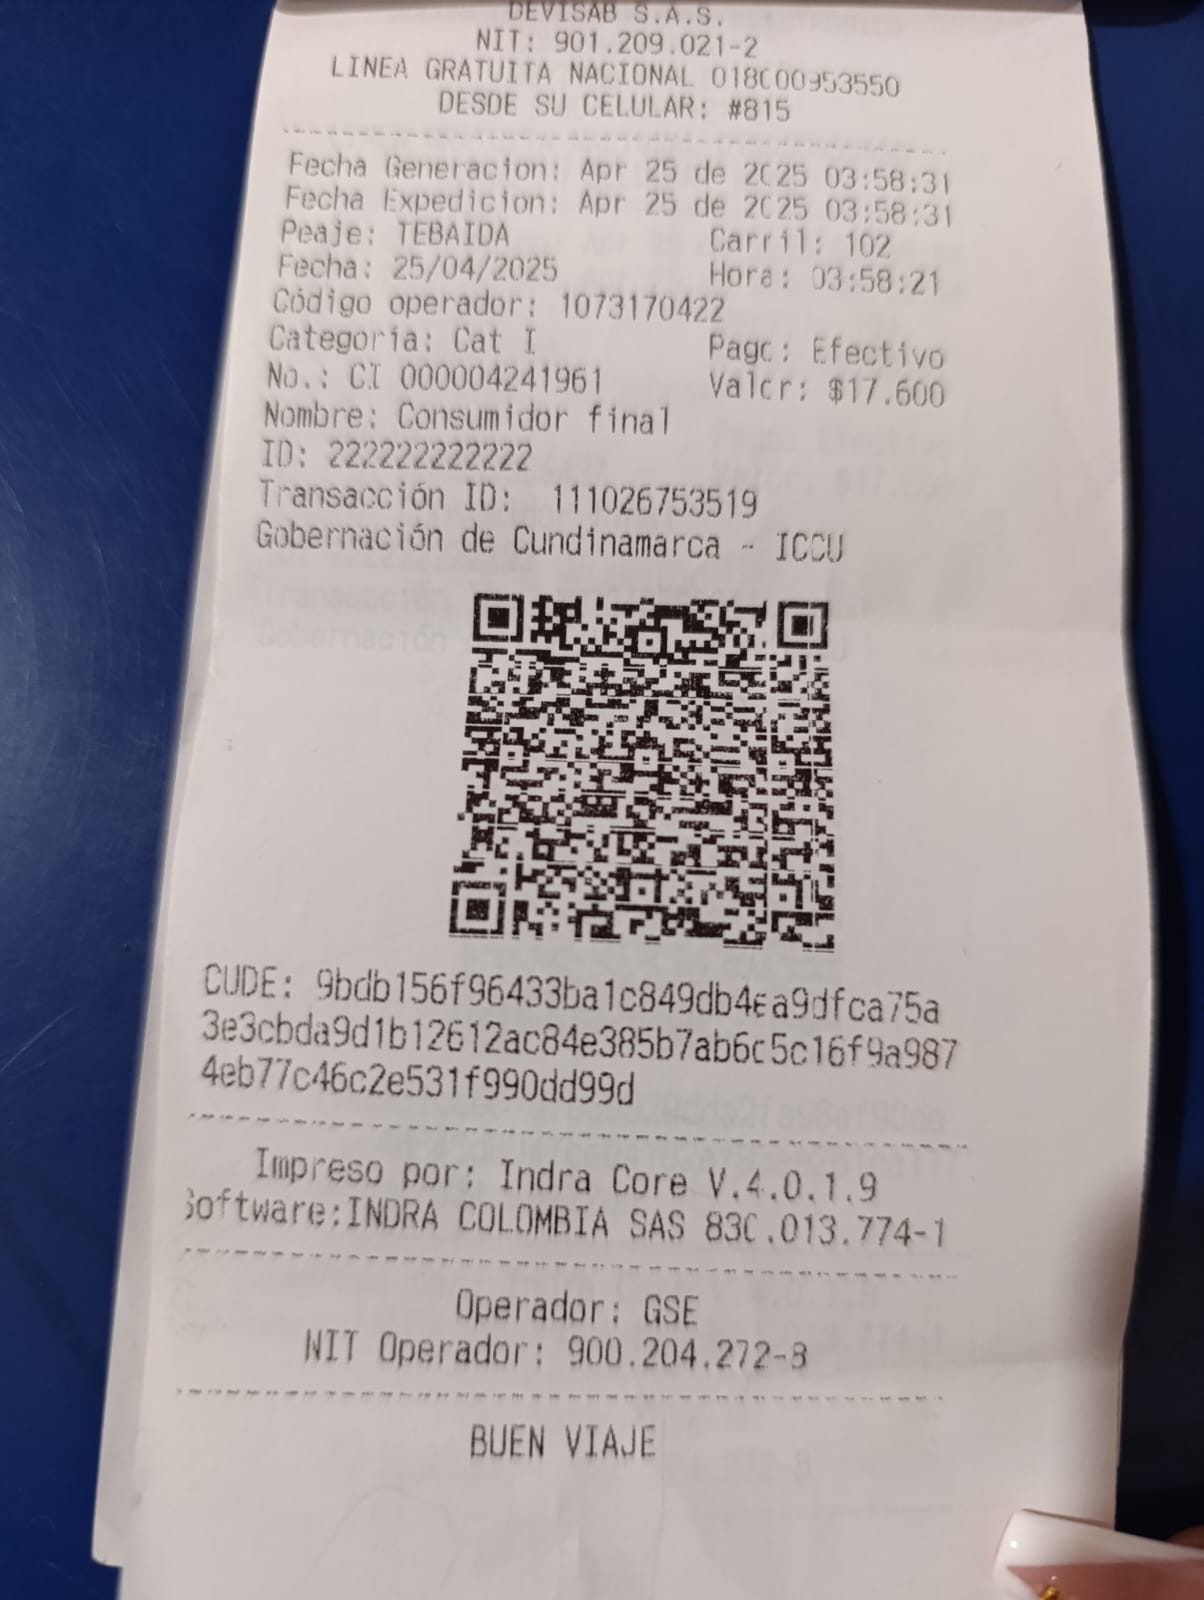 DEVISAB S.A.S.
NIT: 901.209.021-2
LINEA GRATUITA NACIONAL 018000953550
DESDE SU CELULAR: #815
Fecha Generacion: Apr 25 de 2025 03:58:31
Fecha Expedicion: Apr 25 de 2025 03:58:31
Peaje: TEBAIDA Carril: 102
Fecha: 25/04/2025 Hora: 03:58:21
Código operador: 1073170422
Categoría: Cat I Pago: Efectivo
No.: CI 000004241961 Valor: $17.600
Nombre: Consumidor final
ID: 222222222222
Transacción ID: 111026753519
Gobernación de Cundinamarca - ICCU
CUDE: 9bdb156f96433ba1c849db4ea9dfca75a
3e3cbda9d1b12612ac84e385b7ab6c5c16f9a987
4eb77c46c2e531f990dd99d
Impreso por: Indra Core V.4.0.1.9
Software:INDRA COLOMBIA SAS 830.013.774-1
Operador: GSE
NIT Operador: 900.204.272-8
BUEN VIAJE